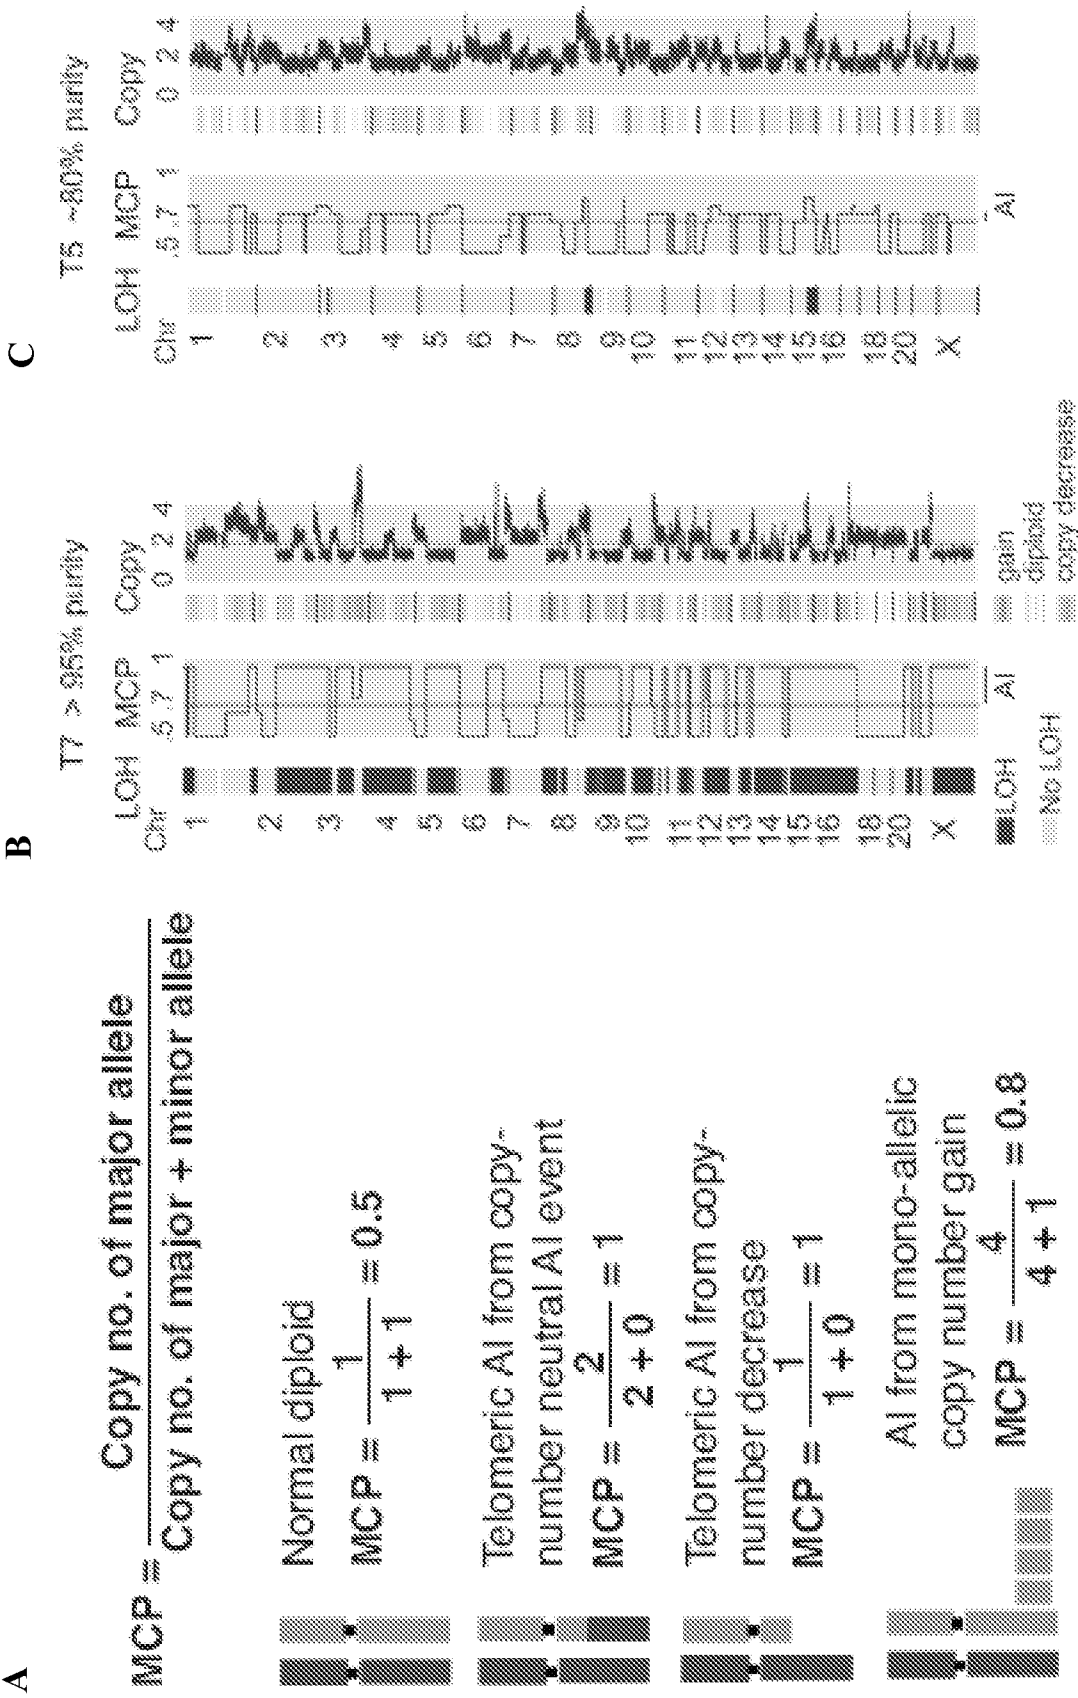 A
MCP = Copy no. of major allele
Copy no. of major + minor allele
Normal diploid
MCP = 1 = 0.5
1 + 1
Telomeric AI from copy-
number neutral AI event
MCP = 2 = 1
2 + 0
Telomeric AI from copy-
number decrease
MCP = 1 = 1
1 + 0
AI from mono-allelic
copy number gain
MCP = 4 = 0.8
4 + 1
B
T7 > 95% purity
LOH MCP Copy
Chr .5 .7 1 0 2 4
1
2
3
4
5
6
7
8
9
10
11
12
13
14
15
16
18
20
X
AI
LOH
No LOH
gain
diploid
copy decrease
C
T5 ~80% purity
LOH MCP Copy
Chr .5 .7 1 0 2 4
1
2
3
4
5
6
7
8
9
10
11
12
13
14
15
16
18
20
X
AI